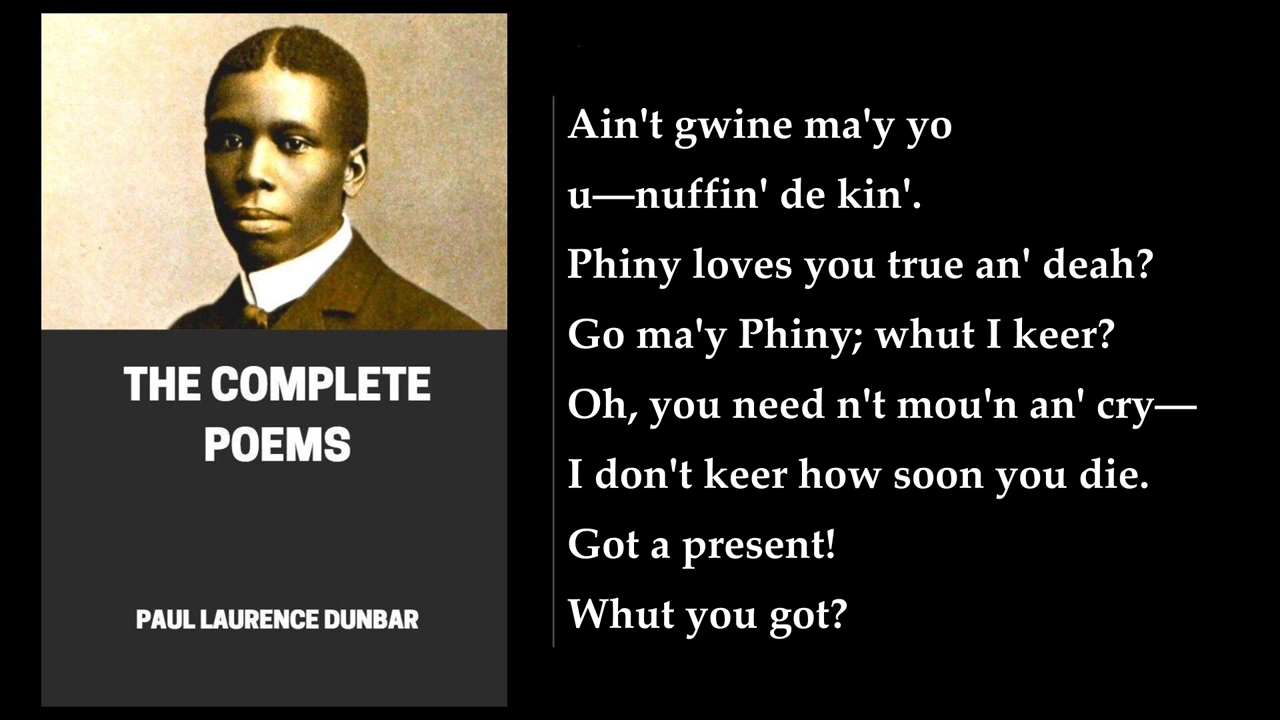 THE COMPLETE
POEMS
PAUL LAURENCE DUNBAR
Ain't gwine ma'y yo
u—nuffin' de kin'.
Phiny loves you true an' deah?
Go ma'y Phiny; whut I keer?
Oh, you need n't mou'n an' cry—
I don't keer how soon you die.
Got a present!
Whut you got?